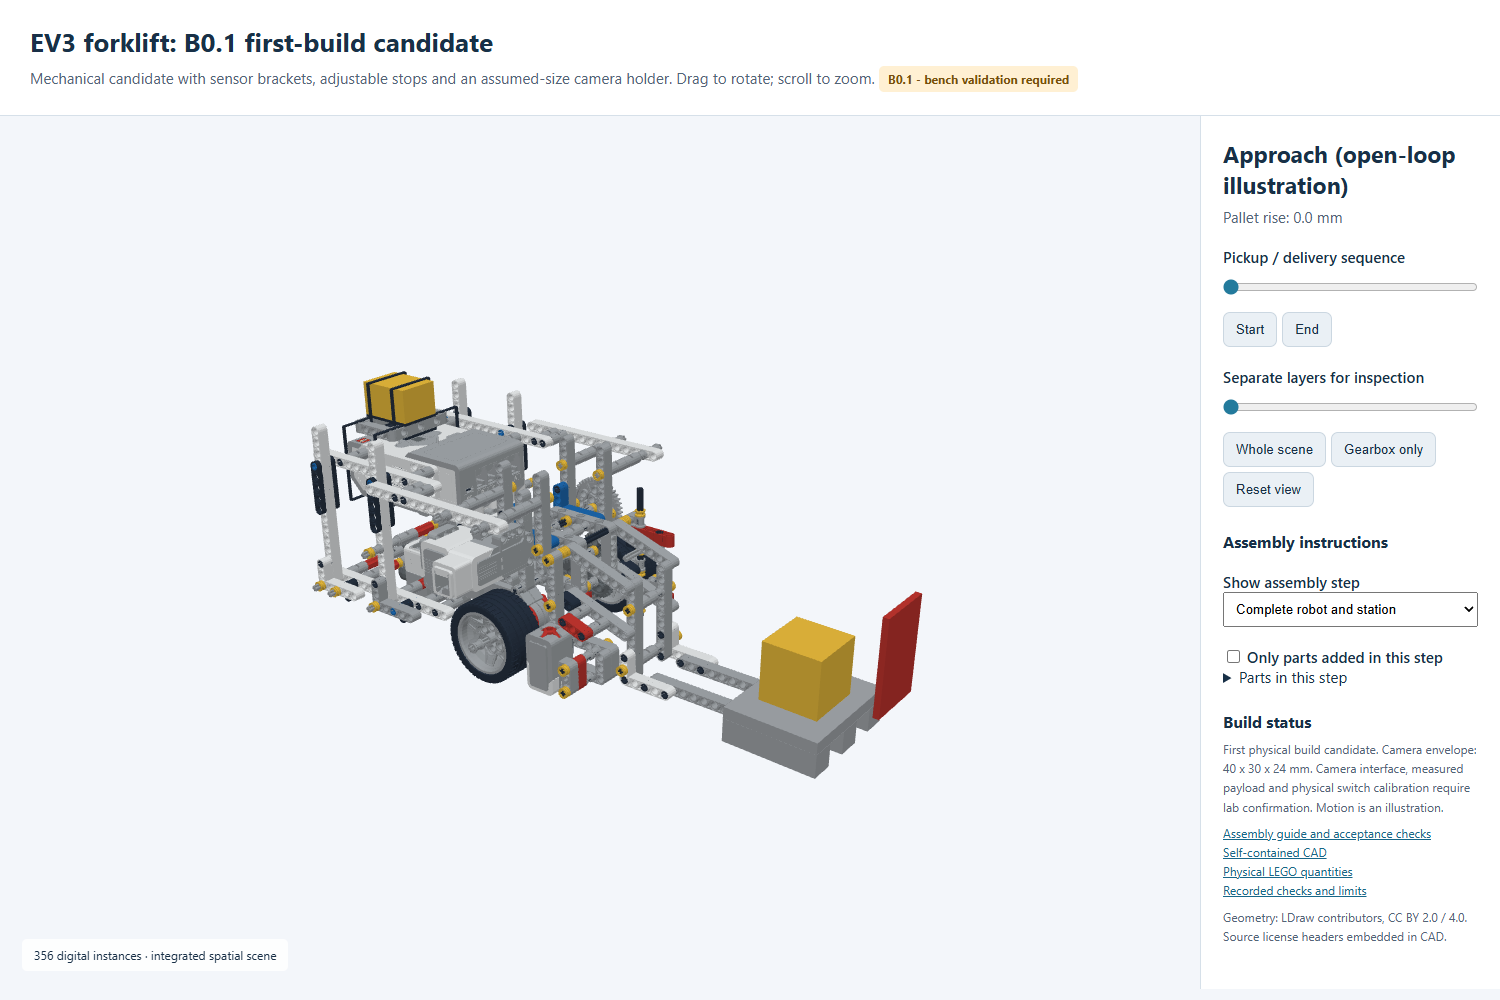 EV3 forklift: B0.1 first-build candidate
Mechanical candidate with sensor brackets, adjustable stops and an assumed-size camera holder. Drag to rotate; scroll to zoom. B0.1 - bench validation required
Approach (open-loop
illustration)
Pallet rise: 0.0 mm
Pickup / delivery sequence
Start End
Separate layers for inspection
Whole scene Gearbox only
Reset view
Assembly instructions
Show assembly step
Complete robot and station
Only parts added in this step
Parts in this step
Build status
First physical build candidate. Camera envelope:
40 x 30 x 24 mm. Camera interface, measured
payload and physical switch calibration require
lab confirmation. Motion is an illustration.
Assembly guide and acceptance checks
Self-contained CAD
Physical LEGO quantities
Recorded checks and limits
Geometry: LDraw contributors, CC BY 2.0 / 4.0.
Source license headers embedded in CAD.
356 digital instances · integrated spatial scene